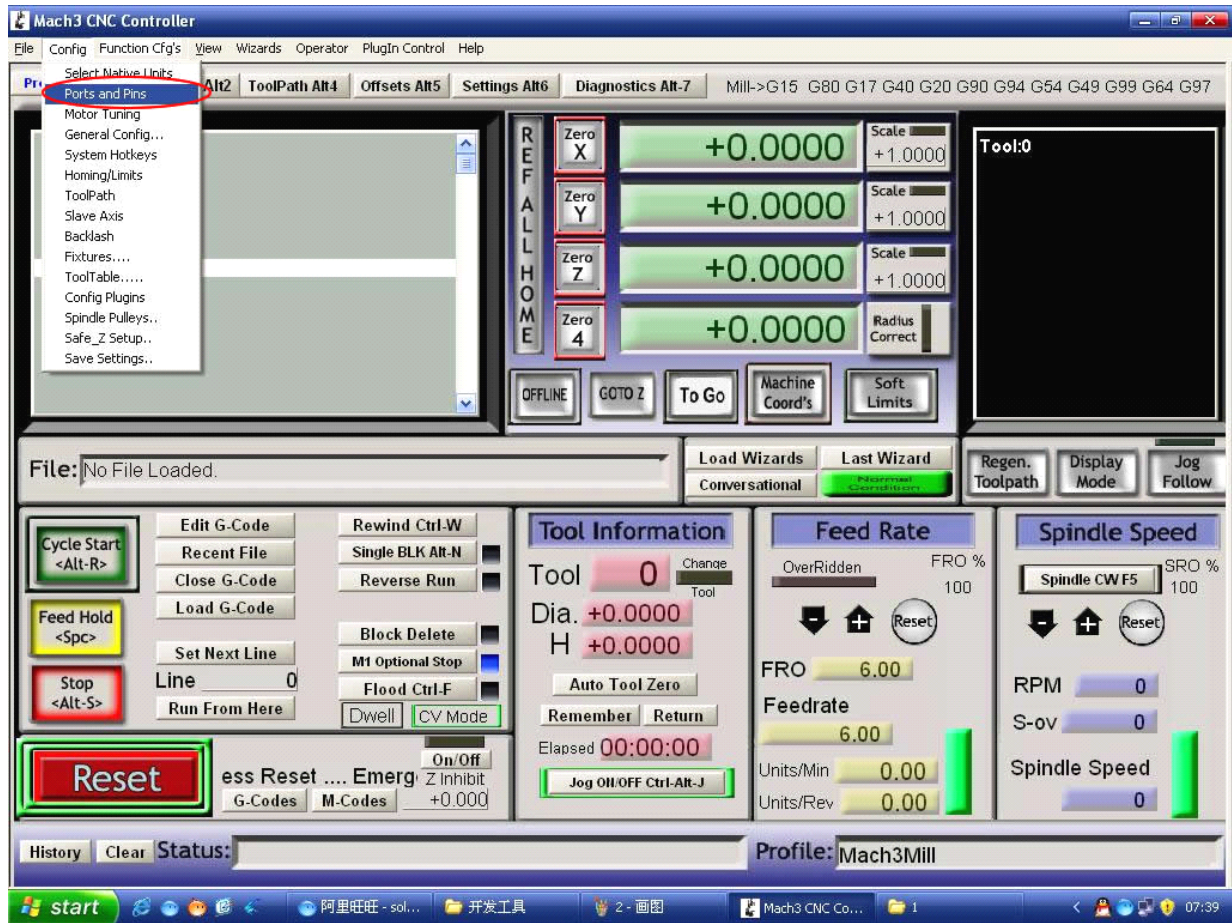 Mach3 CNC Controller
File Config Function Cfg's View Wizards Operator PlugIn Control Help
Select Native Units
Ports and Pins
Motor Tuning
General Config...
System Hotkeys
Homing/Limits
ToolPath
Slave Axis
Backlash
Fixtures....
ToolTable.....
Config Plugins
Spindle Pulleys..
Safe_Z Setup..
Save Settings..
Alt2 ToolPath Alt4 Offsets Alt5 Settings Alt6 Diagnostics Alt-7 Mill->G15 G80 G17 G40 G20 G90 G94 G54 G49 G99 G64 G97
REF ALL HOME
Zero X +0.0000 Scale +1.0000
Zero Y +0.0000 Scale +1.0000
Zero Z +0.0000 Scale +1.0000
Zero 4 +0.0000 Radius Correct
OFFLINE GOTO Z To Go Machine Coord's Soft Limits
Tool:0
File: No File Loaded.
Load Wizards Last Wizard
Conversational Normal Condition
Regen. Toolpath Display Mode Jog Follow
Cycle Start <Alt-R>
Feed Hold <Spc>
Stop <Alt-S>
Edit G-Code
Recent File
Close G-Code
Load G-Code
Set Next Line
Line 0
Run From Here
Rewind Ctrl-W
Single BLK Alt-N
Reverse Run
Block Delete
M1 Optional Stop
Flood Ctrl-F
Dwell CV Mode
Reset
ess Reset .... Emerg
On/Off
Z Inhibit
+0.000
G-Codes M-Codes
Tool Information
Tool 0 Change Tool
Dia. +0.0000
H +0.0000
Auto Tool Zero
Remember Return
Elapsed 00:00:00
Jog ON/OFF Ctrl-Alt-J
Feed Rate
OverRidden FRO %
100
Reset
FRO 6.00
Feedrate
6.00
Units/Min 0.00
Units/Rev 0.00
Spindle Speed
Spindle CW F5 SRO %
100
Reset
RPM 0
S-ov 0
Spindle Speed
0
History Clear Status:
Profile: Mach3Mill
start 阿里旺旺 - sol... 开发工具 2 - 画图 Mach3 CNC Co... 1 07:39